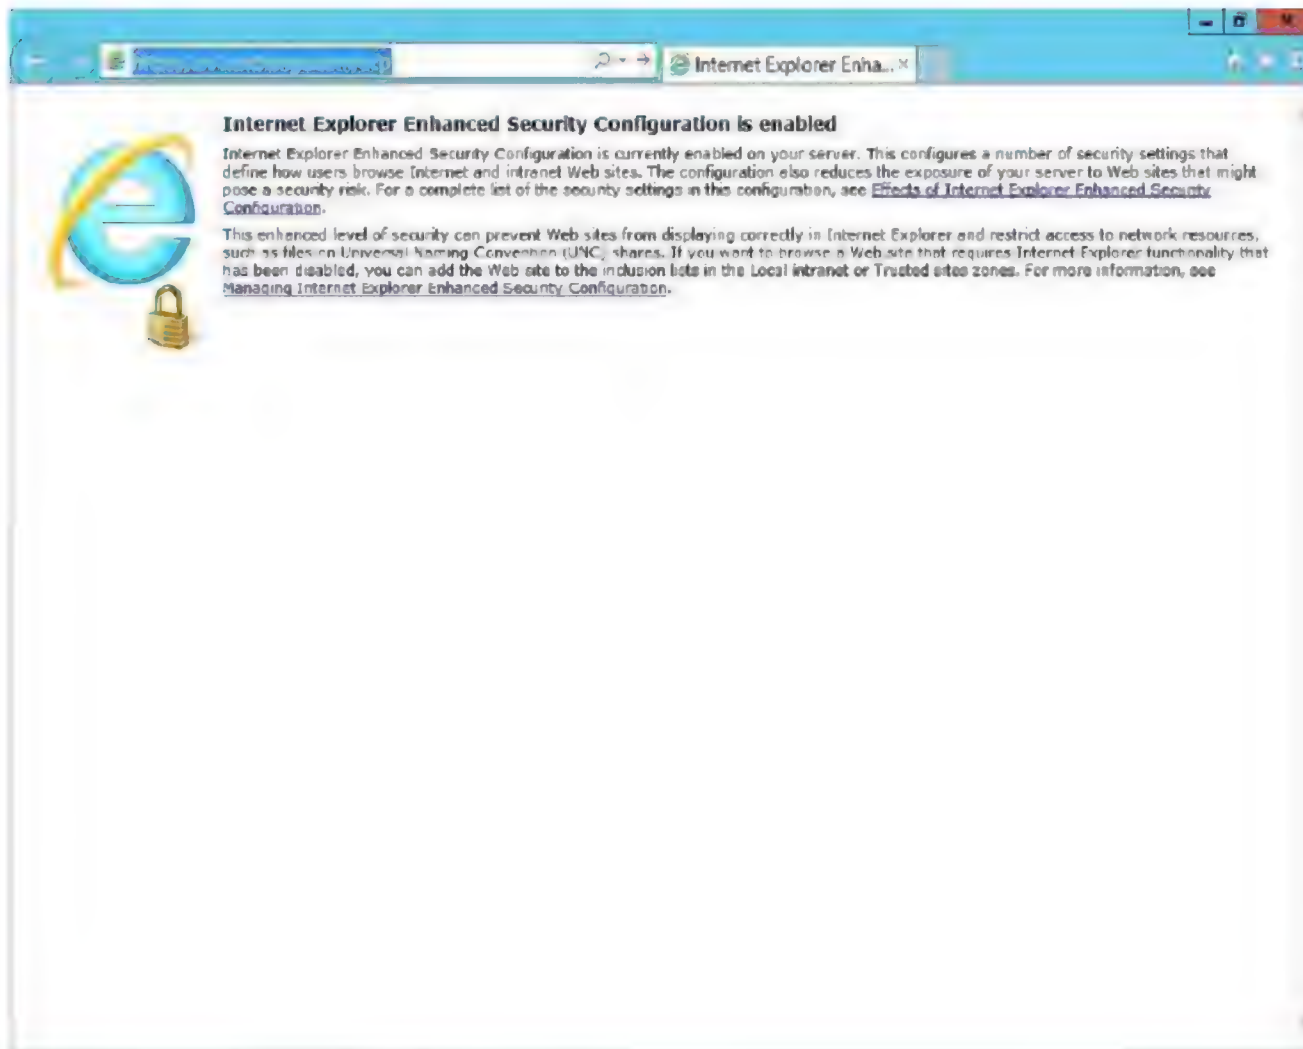 Internet Explorer Enha...
Internet Explorer Enhanced Security Configuration is enabled
Internet Explorer Enhanced Security Configuration is currently enabled on your server. This configures a number of security settings that
define how users browse Internet and intranet Web sites. The configuration also reduces the exposure of your server to Web sites that might
pose a security risk. For a complete list of the security settings in this configuration, see Effects of Internet Explorer Enhanced Security
Configuration.
This enhanced level of security can prevent Web sites from displaying correctly in Internet Explorer and restrict access to network resources,
such as files on Universal Naming Convention (UNC) shares. If you want to browse a Web site that requires Internet Explorer functionality that
has been disabled, you can add the Web site to the inclusion lists in the Local intranet or Trusted sites zones. For more information, see
Managing Internet Explorer Enhanced Security Configuration.